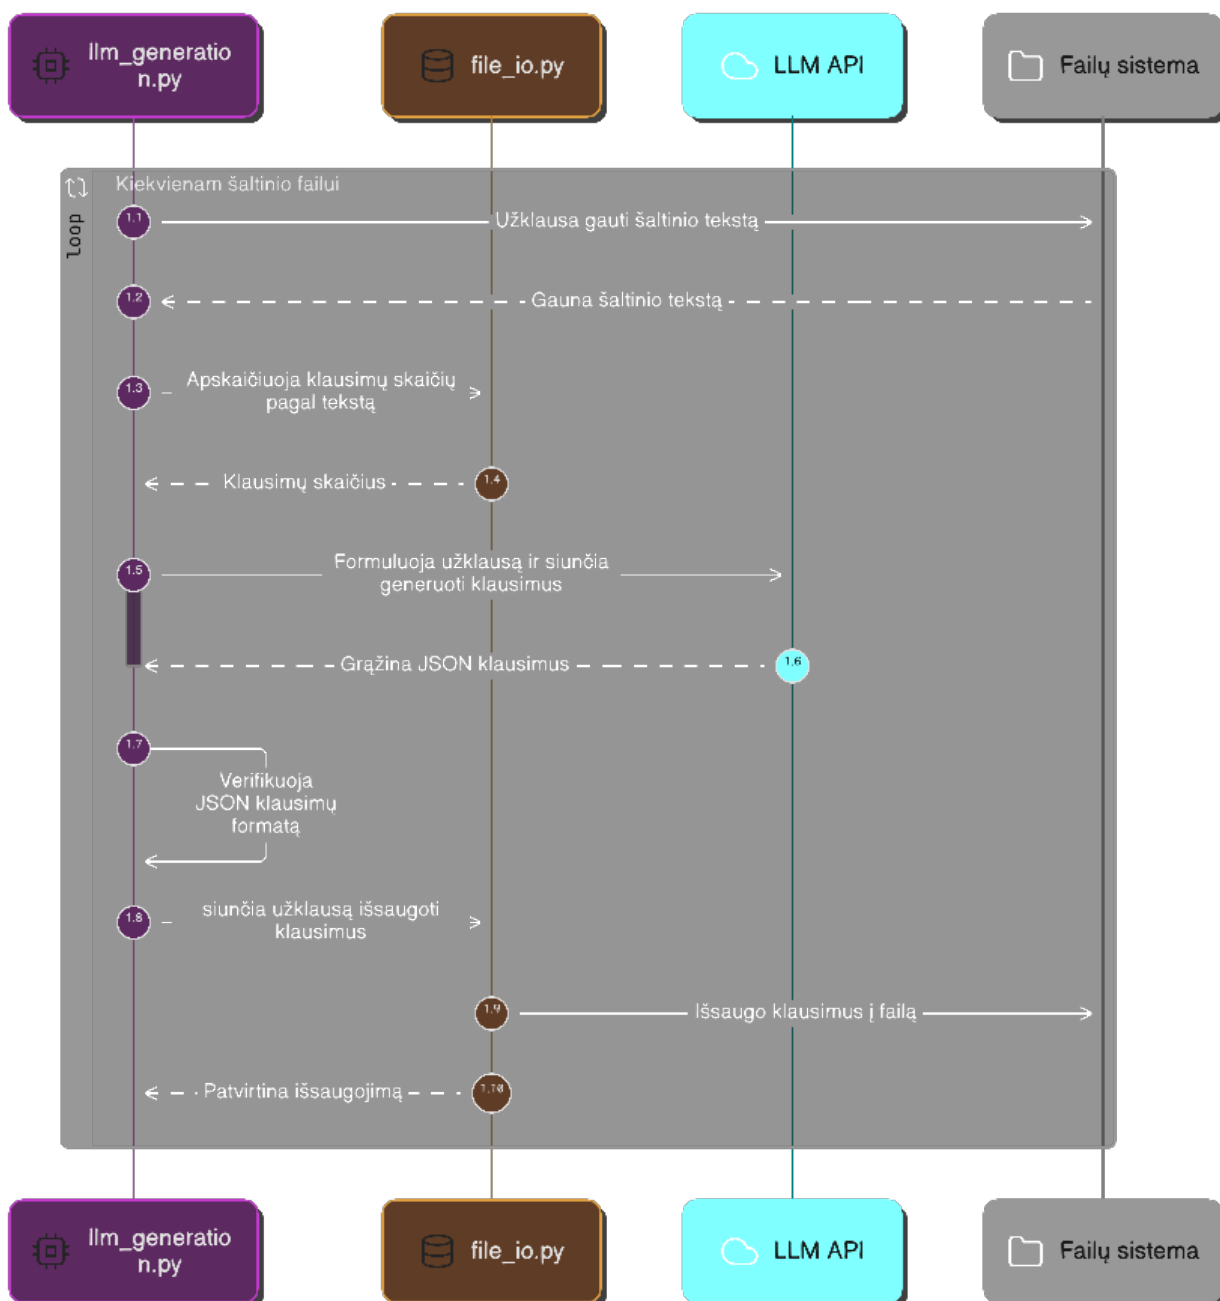 llm_generatio
n.py
file_io.py
LLM API
Failų sistema
loop
Kiekvienam šaltinio failui
1.1
Užklausa gauti šaltinio tekstą
1.2
Gauna šaltinio tekstą
1.3
Apskaičiuoja klausimų skaičių
pagal tekstą
Klausimų skaičius
1.4
1.5
Formuluoja užklausą ir siunčia
generuoti klausimus
Grąžina JSON klausimus
1.6
1.7
Verifikuoja
JSON klausimų
formatą
1.8
siunčia užklausą išsaugoti
klausimus
1.9
Išsaugo klausimus į failą
Patvirtina išsaugojimą
1.10
llm_generatio
n.py
file_io.py
LLM API
Failų sistema